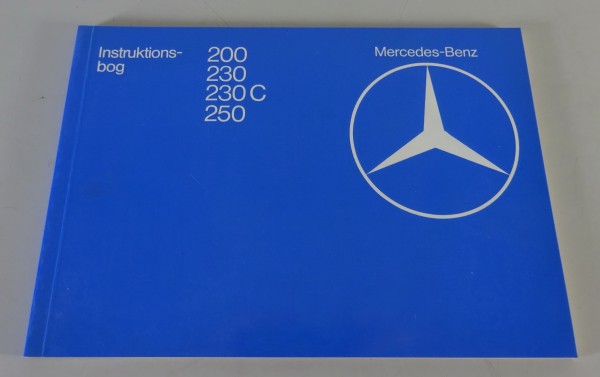 Instruktions-
bog
200
230
230 C
250
Mercedes-Benz